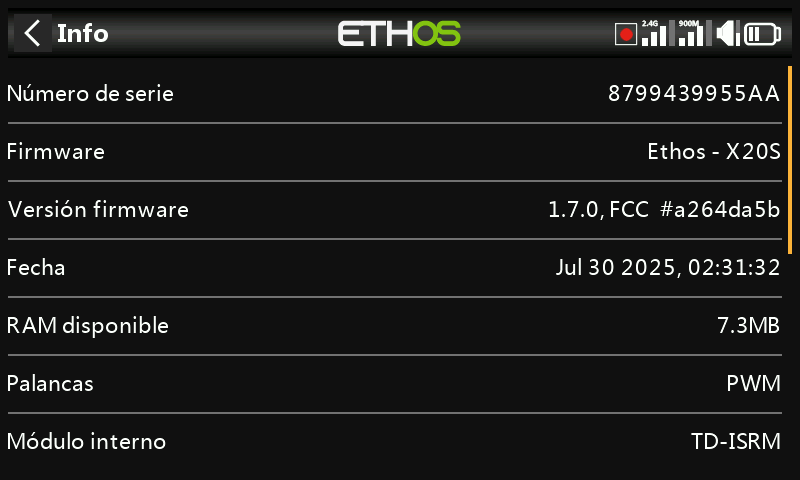 Info
ETHOS
2.4G
900M
Número de serie
8799439955AA
Firmware
Ethos - X20S
Versión firmware
1.7.0, FCC #a264da5b
Fecha
Jul 30 2025, 02:31:32
RAM disponible
7.3MB
Palancas
PWM
Módulo interno
TD-ISRM